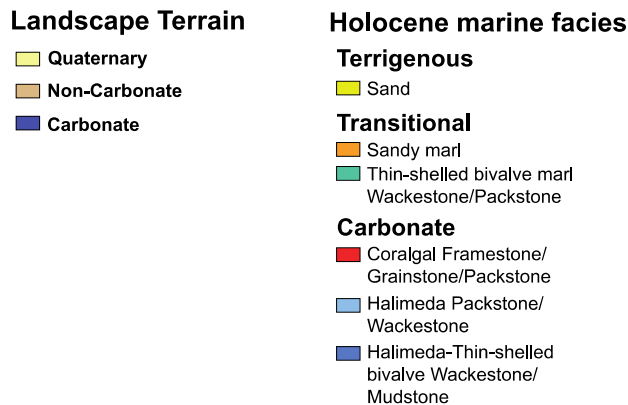 Landscape Terrain
Quaternary
Non-Carbonate
Carbonate
Holocene marine facies
Terrigenous
Sand
Transitional
Sandy marl
Thin-shelled bivalve marl
Wackestone/Packstone
Carbonate
Coralgal Framestone/
Grainstone/Packstone
Halimeda Packstone/
Wackestone
Halimeda-Thin-shelled
bivalve Wackestone/
Mudstone